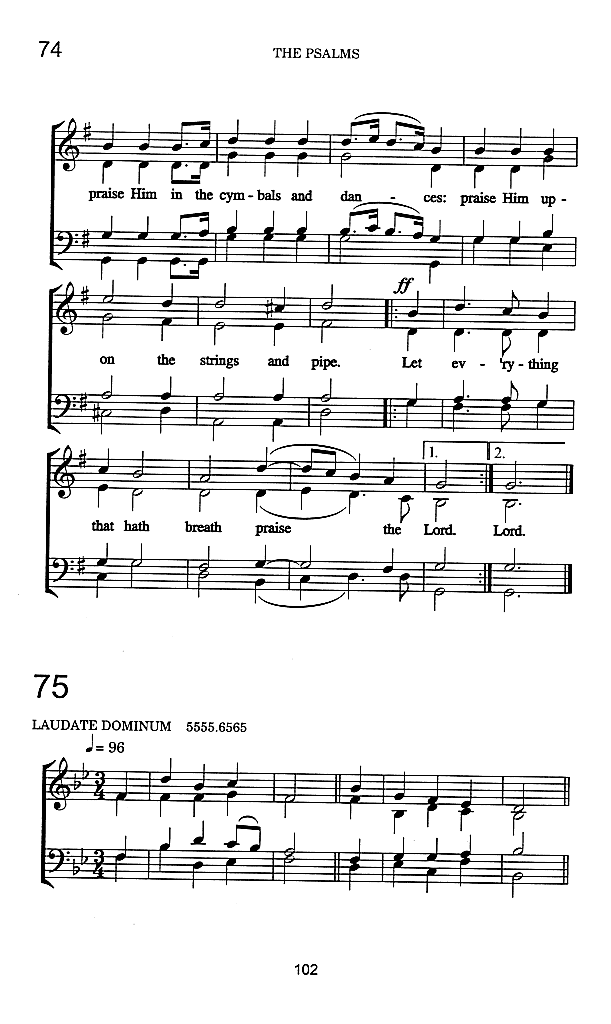 74
THE PSALMS
praise Him in the cym - bals and dan - ces: praise Him up -
ff
on the strings and pipe. Let ev - 'ry - thing
1. 2.
that hath breath praise the Lord. Lord.
75
LAUDATE DOMINUM 5555.6565
♩= 96
3/4
3/4
102